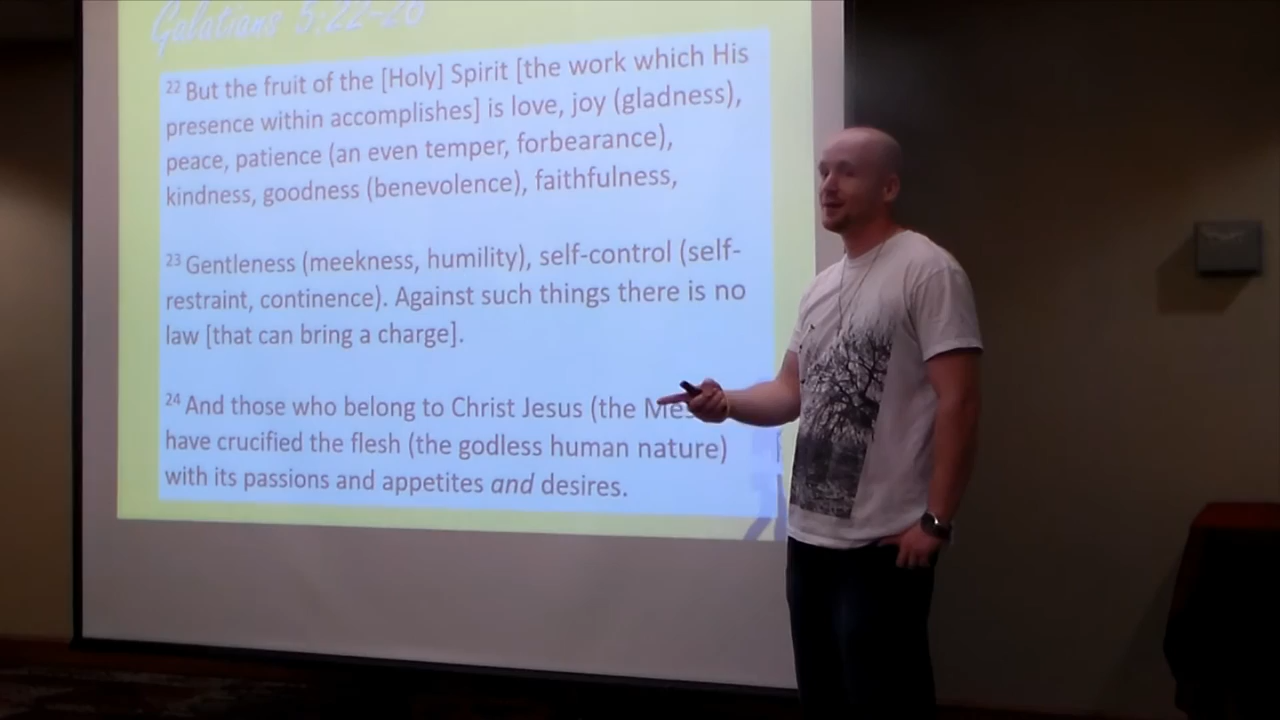 Galatians 5:22-26
22 But the fruit of the [Holy] Spirit [the work which His
presence within accomplishes] is love, joy (gladness),
peace, patience (an even temper, forbearance),
kindness, goodness (benevolence), faithfulness,
23 Gentleness (meekness, humility), self-control (self-
restraint, continence). Against such things there is no
law [that can bring a charge].
24 And those who belong to Christ Jesus (the
have crucified the flesh (the godless human nature)
with its passions and appetites and desires.